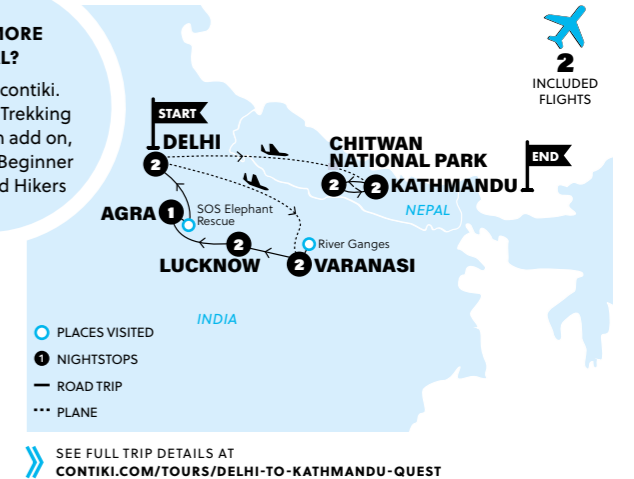 MORE
L?
contiki.
Trekking
n add on,
Beginner
d Hikers
2
INCLUDED
FLIGHTS
START
DELHI
2
CHITWAN
NATIONAL PARK
END
2
2 KATHMANDU
NEPAL
AGRA 1
SOS Elephant
Rescue
2
LUCKNOW
River Ganges
2 VARANASI
INDIA
PLACES VISITED
1 NIGHTSTOPS
ROAD TRIP
PLANE
SEE FULL TRIP DETAILS AT
CONTIKI.COM/TOURS/DELHI-TO-KATHMANDU-QUEST